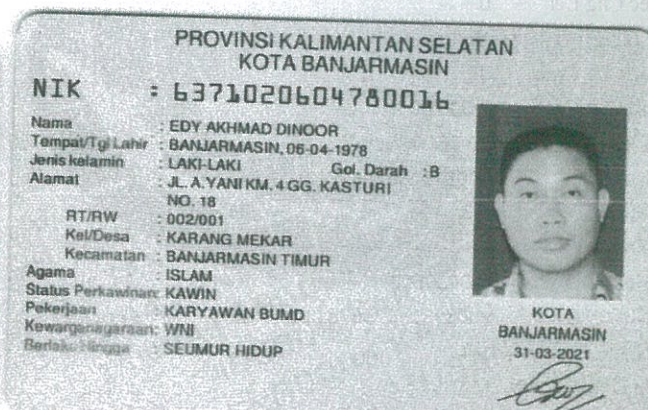 PROVINSI KALIMANTAN SELATAN
KOTA BANJARMASIN
NIK : 6371020604780016
Nama : EDY AKHMAD DINOOR
Tempat/Tgl Lahir : BANJARMASIN, 06-04-1978
Jenis kelamin : LAKI-LAKI Gol. Darah : B
Alamat : JL. A. YANI KM. 4 GG. KASTURI
NO. 18
RT/RW : 002/001
Kel/Desa : KARANG MEKAR
Kecamatan : BANJARMASIN TIMUR
Agama : ISLAM
Status Perkawinan: KAWIN
Pekerjaan : KARYAWAN BUMD
Kewarganegaraan: WNI
Berlaku Hingga : SEUMUR HIDUP
KOTA
BANJARMASIN
31-03-2021